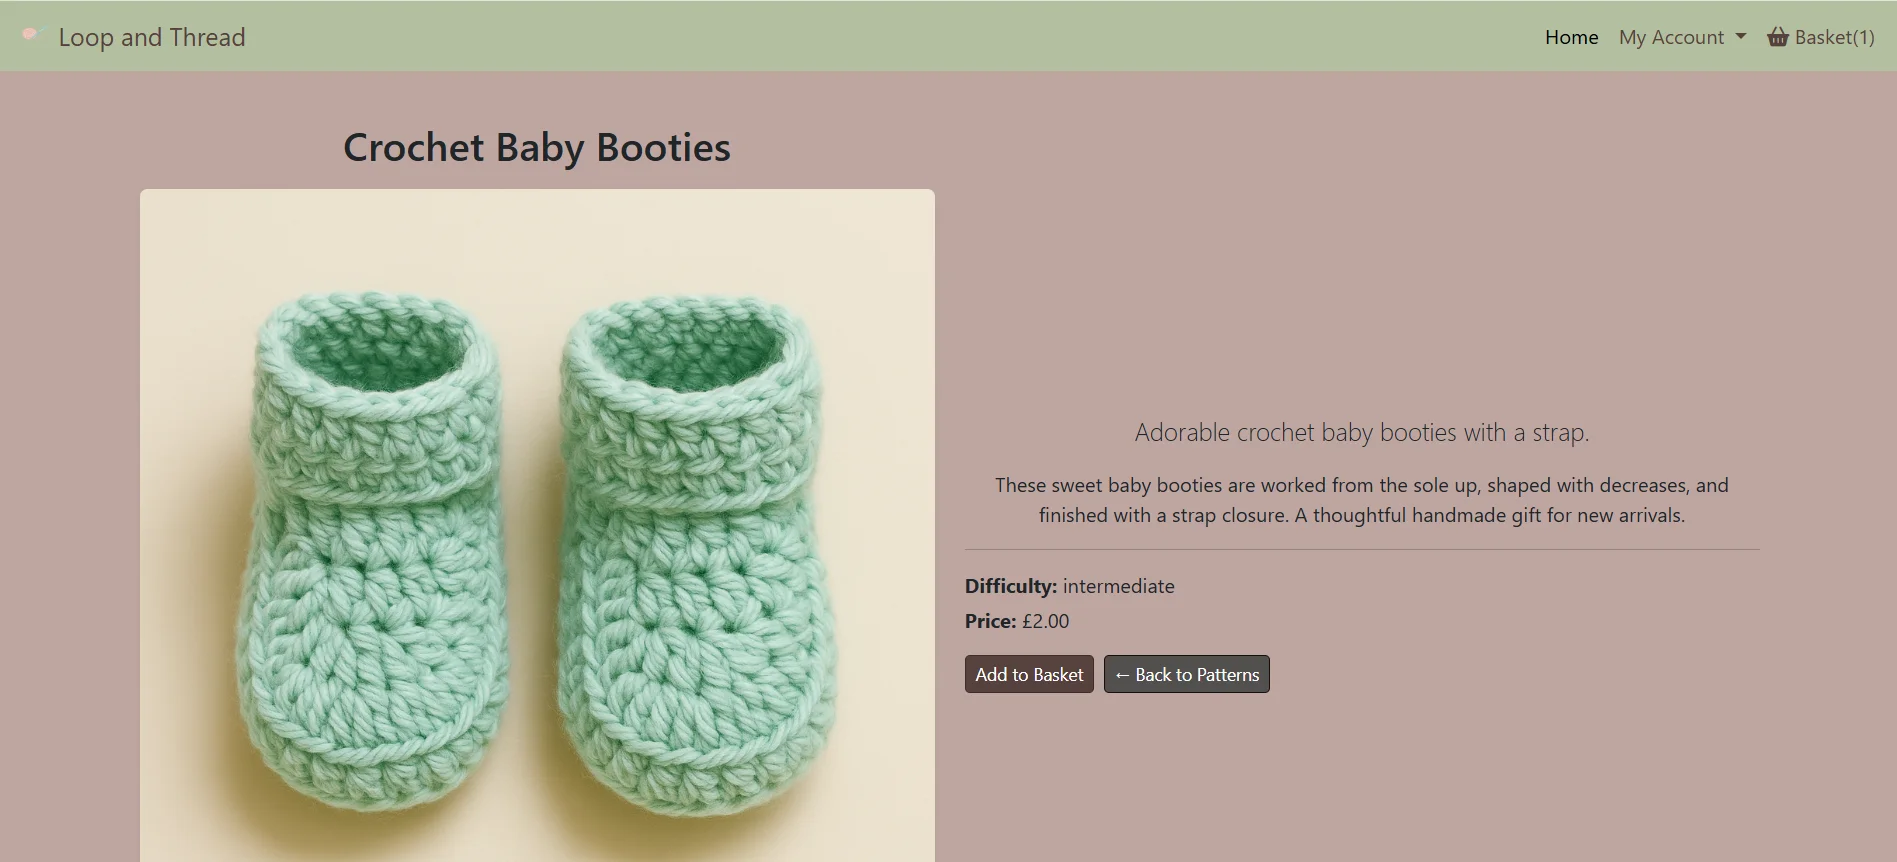 Loop and Thread
Home
My Account
Basket(1)
Crochet Baby Booties
Adorable crochet baby booties with a strap.
These sweet baby booties are worked from the sole up, shaped with decreases, and
finished with a strap closure. A thoughtful handmade gift for new arrivals.
Difficulty: intermediate
Price: £2.00
Add to Basket
← Back to Patterns